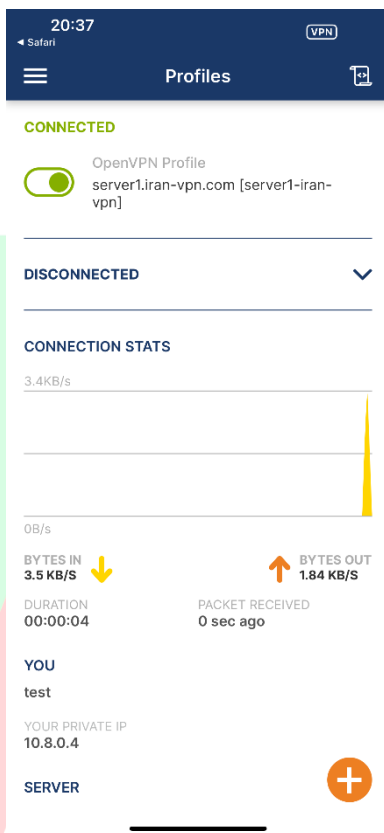 20:37
VPN
◀ Safari
Profiles
CONNECTED
OpenVPN Profile
server1.iran-vpn.com [server1-iran-
vpn]
DISCONNECTED
CONNECTION STATS
3.4KB/s
0B/s
BYTES IN
3.5 KB/S
BYTES OUT
1.84 KB/S
DURATION
00:00:04
PACKET RECEIVED
0 sec ago
YOU
test
YOUR PRIVATE IP
10.8.0.4
SERVER